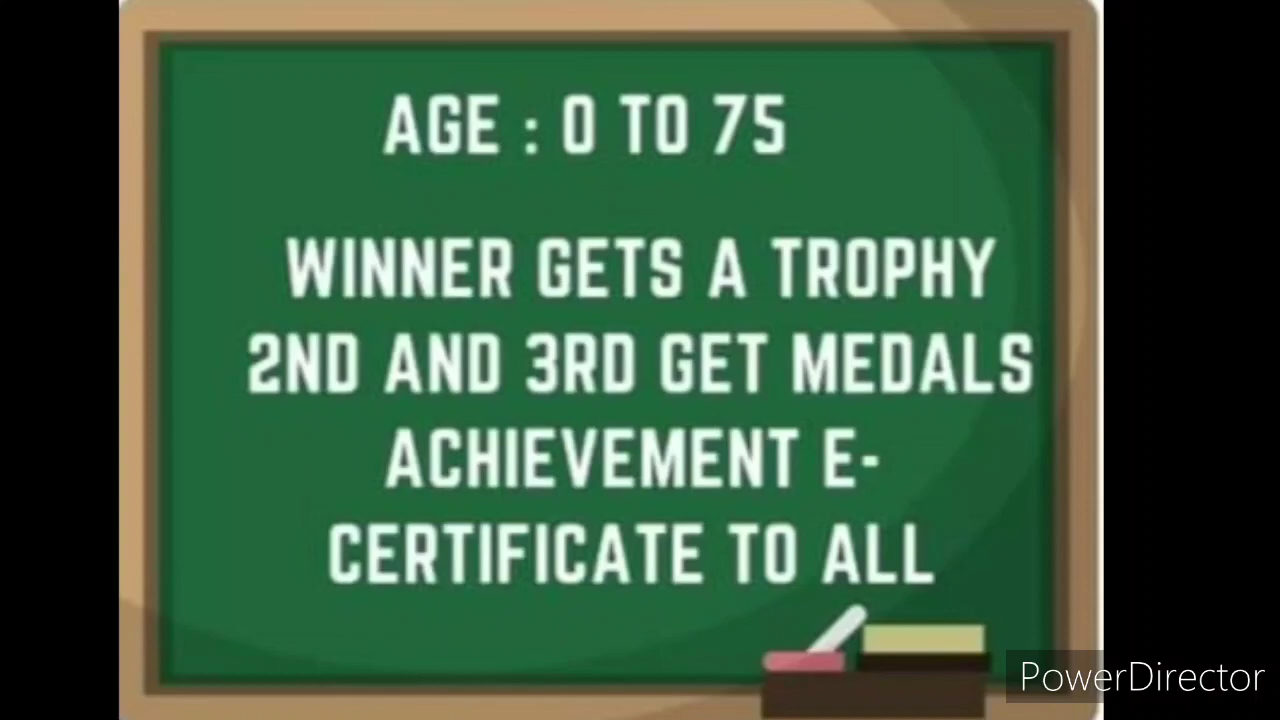 AGE : 0 TO 75
WINNER GETS A TROPHY
2ND AND 3RD GET MEDALS
ACHIEVEMENT E-
CERTIFICATE TO ALL
PowerDirector